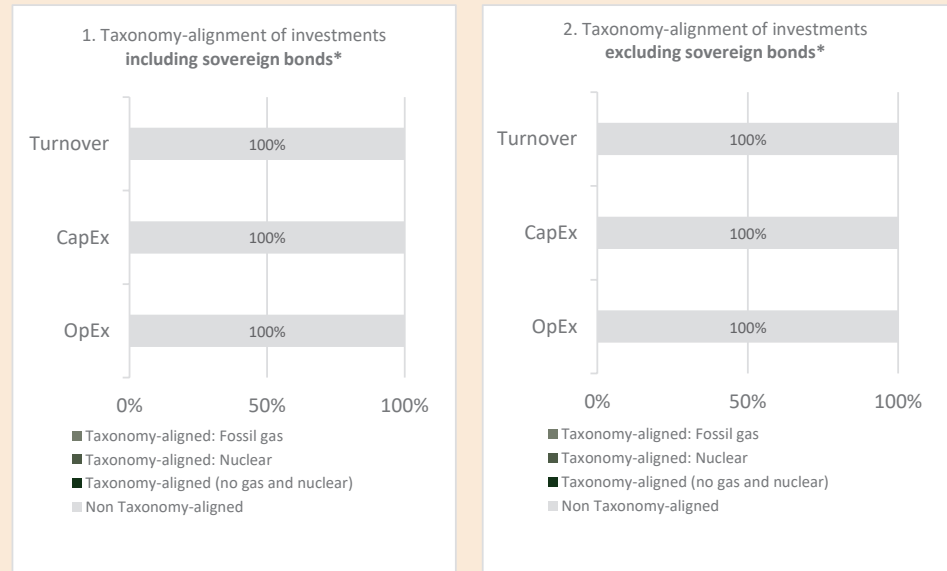 1. Taxonomy-alignment of investments
including sovereign bonds*
Turnover
100%
CapEx
100%
OpEx
100%
0% 50% 100%
Taxonomy-aligned: Fossil gas
Taxonomy-aligned: Nuclear
Taxonomy-aligned (no gas and nuclear)
Non Taxonomy-aligned
2. Taxonomy-alignment of investments
excluding sovereign bonds*
Turnover
100%
CapEx
100%
OpEx
100%
0% 50% 100%
Taxonomy-aligned: Fossil gas
Taxonomy-aligned: Nuclear
Taxonomy-aligned (no gas and nuclear)
Non Taxonomy-aligned